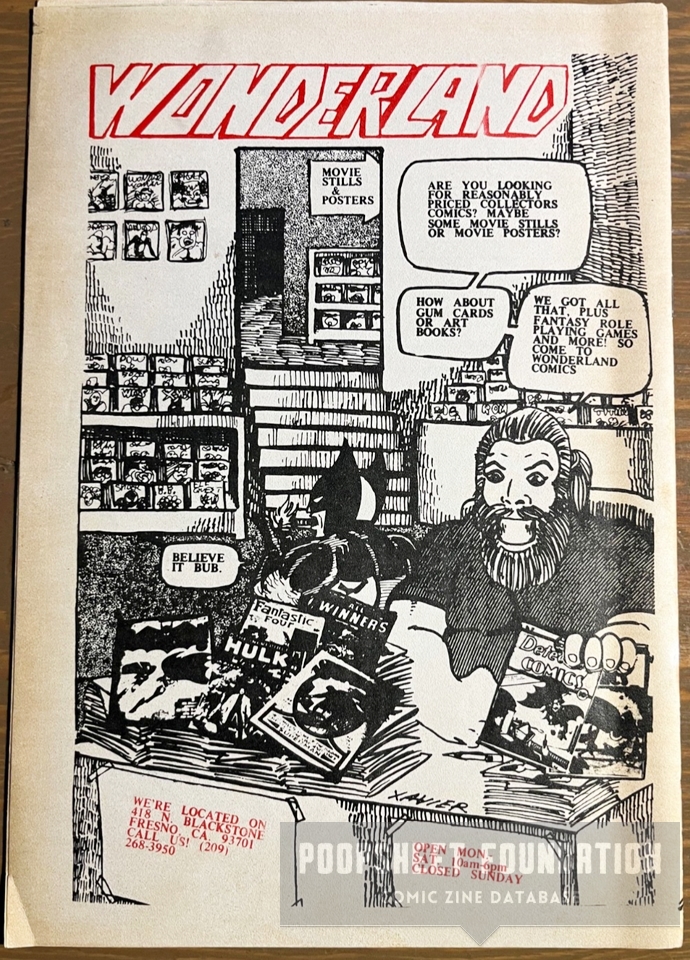 WONDERLAND
MOVIE
STILLS
&
POSTERS
ARE YOU LOOKING
FOR REASONABLY
PRICED COLLECTORS
COMICS? MAYBE
SOME MOVIE STILLS
OR MOVIE POSTERS?
HOW ABOUT
GUM CARDS
OR ART
BOOKS?
WE GOT ALL
THAT, PLUS
FANTASY ROLE
PLAYING GAMES
AND MORE! SO
COME TO
WONDERLAND
COMICS
BELIEVE
IT BUB.
Fantastic
Four
HULK
ALL
WINNERS
COMICS
XAVIER
WE'RE LOCATED ON
418 N. BLACKSTONE
FRESNO, CA. 93701
CALL US! (209)
268-3950
OPEN MON-
SAT. 10am-6pm
CLOSED SUNDAY
POOPSHEET FOUNDATION
COMIC ZINE DATABASE